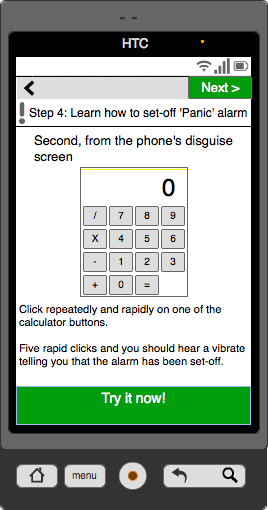 HTC
Next >
Step 4: Learn how to set-off 'Panic' alarm
Second, from the phone's disguise
screen
0
/ 7 8 9
X 4 5 6
- 1 2 3
+ 0 =
Click repeatedly and rapidly on one of the
calculator buttons.
Five rapid clicks and you should hear a vibrate
telling you that the alarm has been set-off.
Try it now!
menu